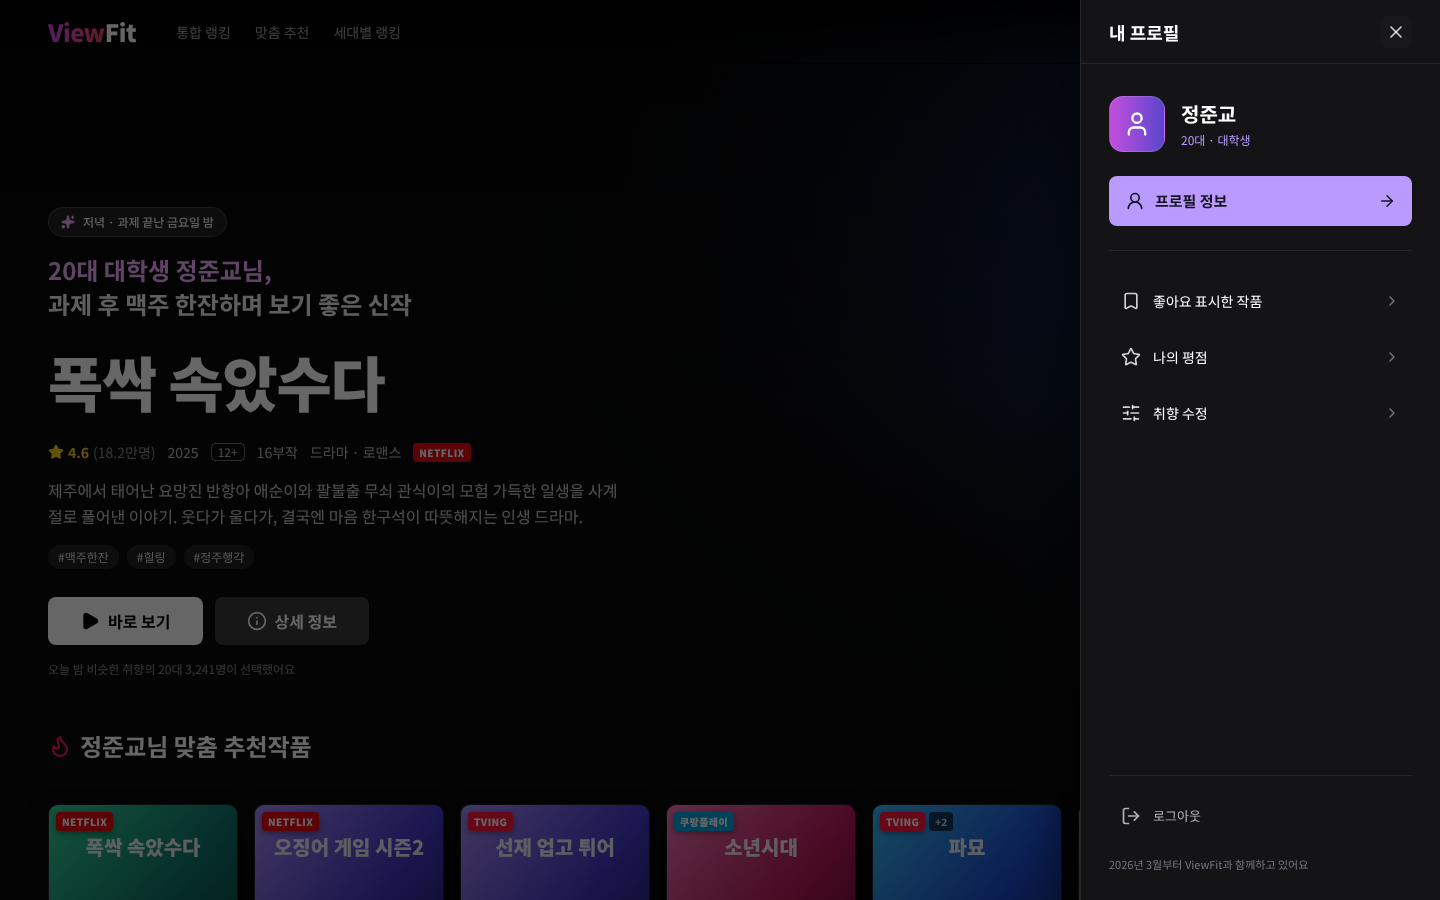 ViewFit
통합 랭킹
맞춤 추천
세대별 랭킹
저녁 · 과제 끝난 금요일 밤
20대 대학생 정준교님,
과제 후 맥주 한잔하며 보기 좋은 신작
폭싹 속았수다
4.6 (18.2만명) 2025 12+ 16부작 드라마 · 로맨스 NETFLIX
제주에서 태어난 요망진 반항아 애순이와 팔불출 무쇠 관식이의 모험 가득한 일생을 사계
절로 풀어낸 이야기. 웃다가 울다가, 결국엔 마음 한구석이 따뜻해지는 인생 드라마.
#맥주한잔 #힐링 #정주행각
바로 보기
상세 정보
오늘 밤 비슷한 취향의 20대 3,241명이 선택했어요
정준교님 맞춤 추천작품
NETFLIX
폭싹 속았수다
NETFLIX
오징어 게임 시즌2
TVING
선재 업고 튀어
쿠팡플레이
소년시대
TVING +2
파묘
내 프로필
정준교
20대 · 대학생
프로필 정보
좋아요 표시한 작품
나의 평점
취향 수정
로그아웃
2026년 3월부터 ViewFit과 함께하고 있어요